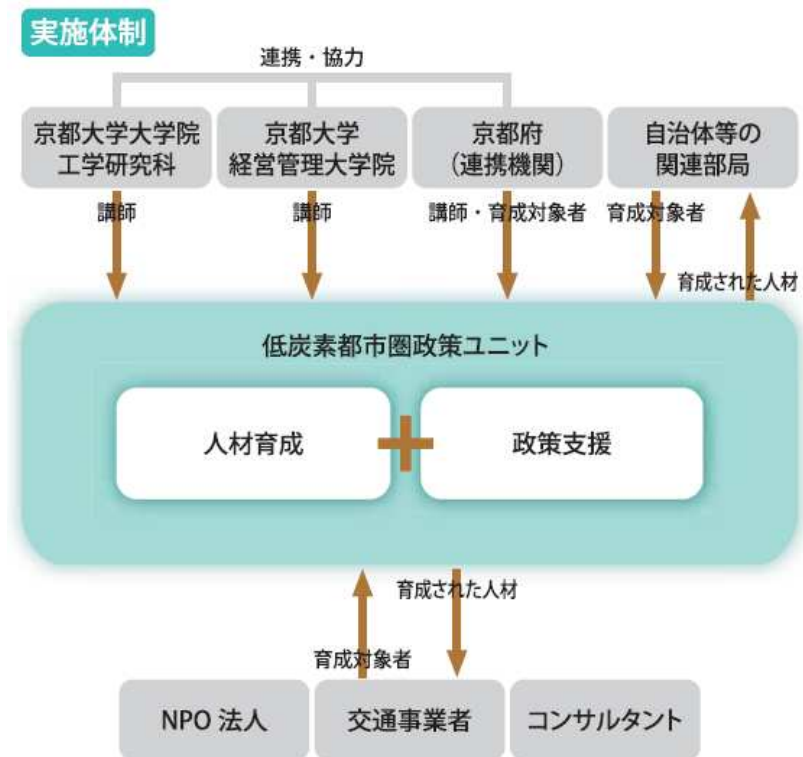 実施体制
連携・協力
京都大学大学院
工学研究科
京都大学
経営管理大学院
京都府
（連携機関）
自治体等の
関連部局
講師
講師
講師・育成対象者
育成対象者
育成された人材
低炭素都市圏政策ユニット
人材育成
政策支援
育成された人材
育成対象者
NPO 法人
交通事業者
コンサルタント